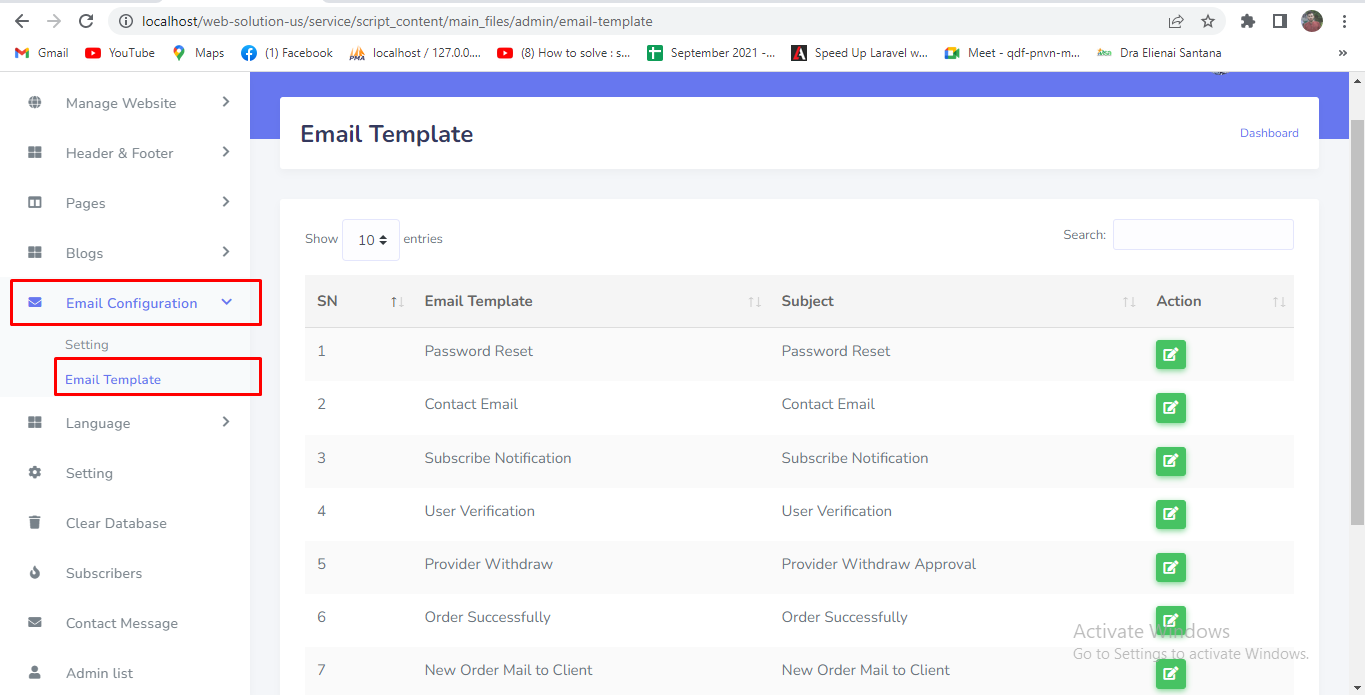 localhost/web-solution-us/service/script_content/main_files/admin/email-template
Gmail YouTube Maps (1) Facebook localhost / 127.0.0.... (8) How to solve : s... September 2021 -... Speed Up Laravel w... Meet - qdf-pnvn-m... Dra Elienai Santana »
Manage Website
Header & Footer
Pages
Blogs
Email Configuration
Setting
Email Template
Language
Setting
Clear Database
Subscribers
Contact Message
Admin list
Email Template
Dashboard
Show 10 entries
Search:
SN Email Template Subject Action
1 Password Reset Password Reset
2 Contact Email Contact Email
3 Subscribe Notification Subscribe Notification
4 User Verification User Verification
5 Provider Withdraw Provider Withdraw Approval
6 Order Successfully Order Successfully
7 New Order Mail to Client New Order Mail to Client
Activate Windows
Go to Settings to activate Windows.